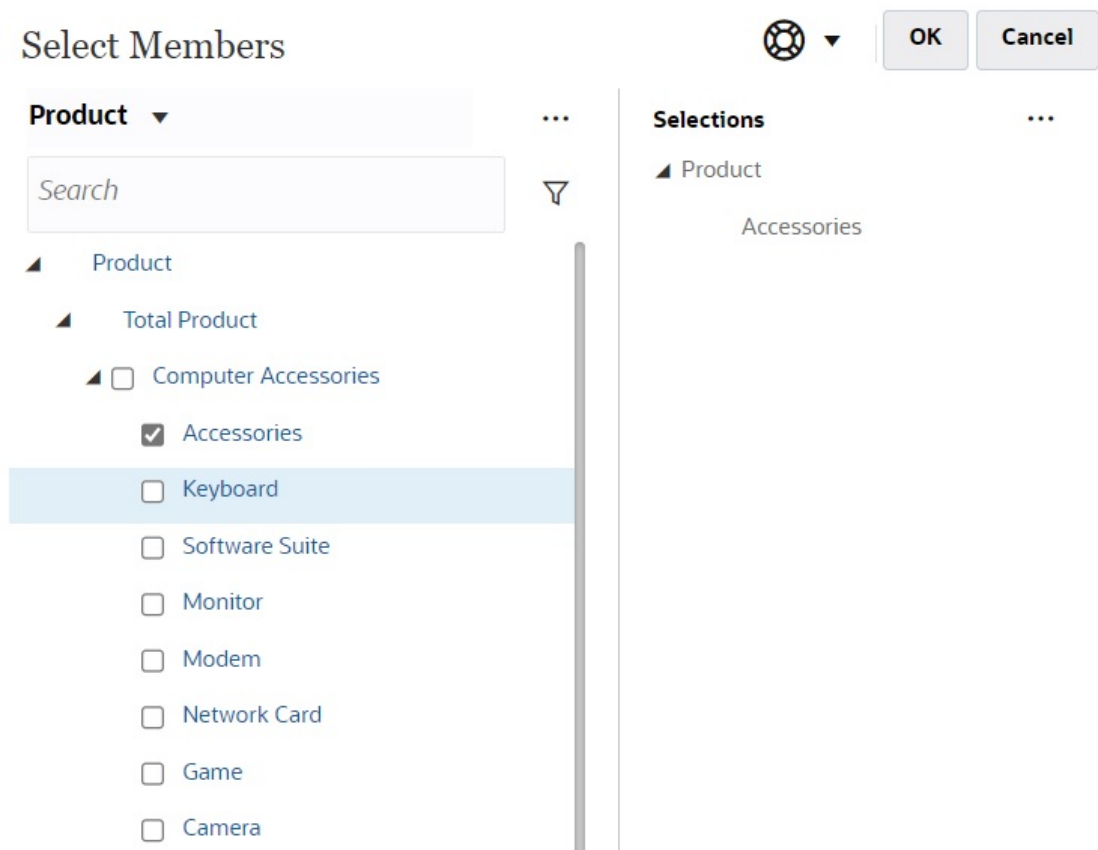 Select Members
OK
Cancel
Product
Search
Product
Total Product
Computer Accessories
Accessories
Keyboard
Software Suite
Monitor
Modem
Network Card
Game
Camera
Selections
Product
Accessories